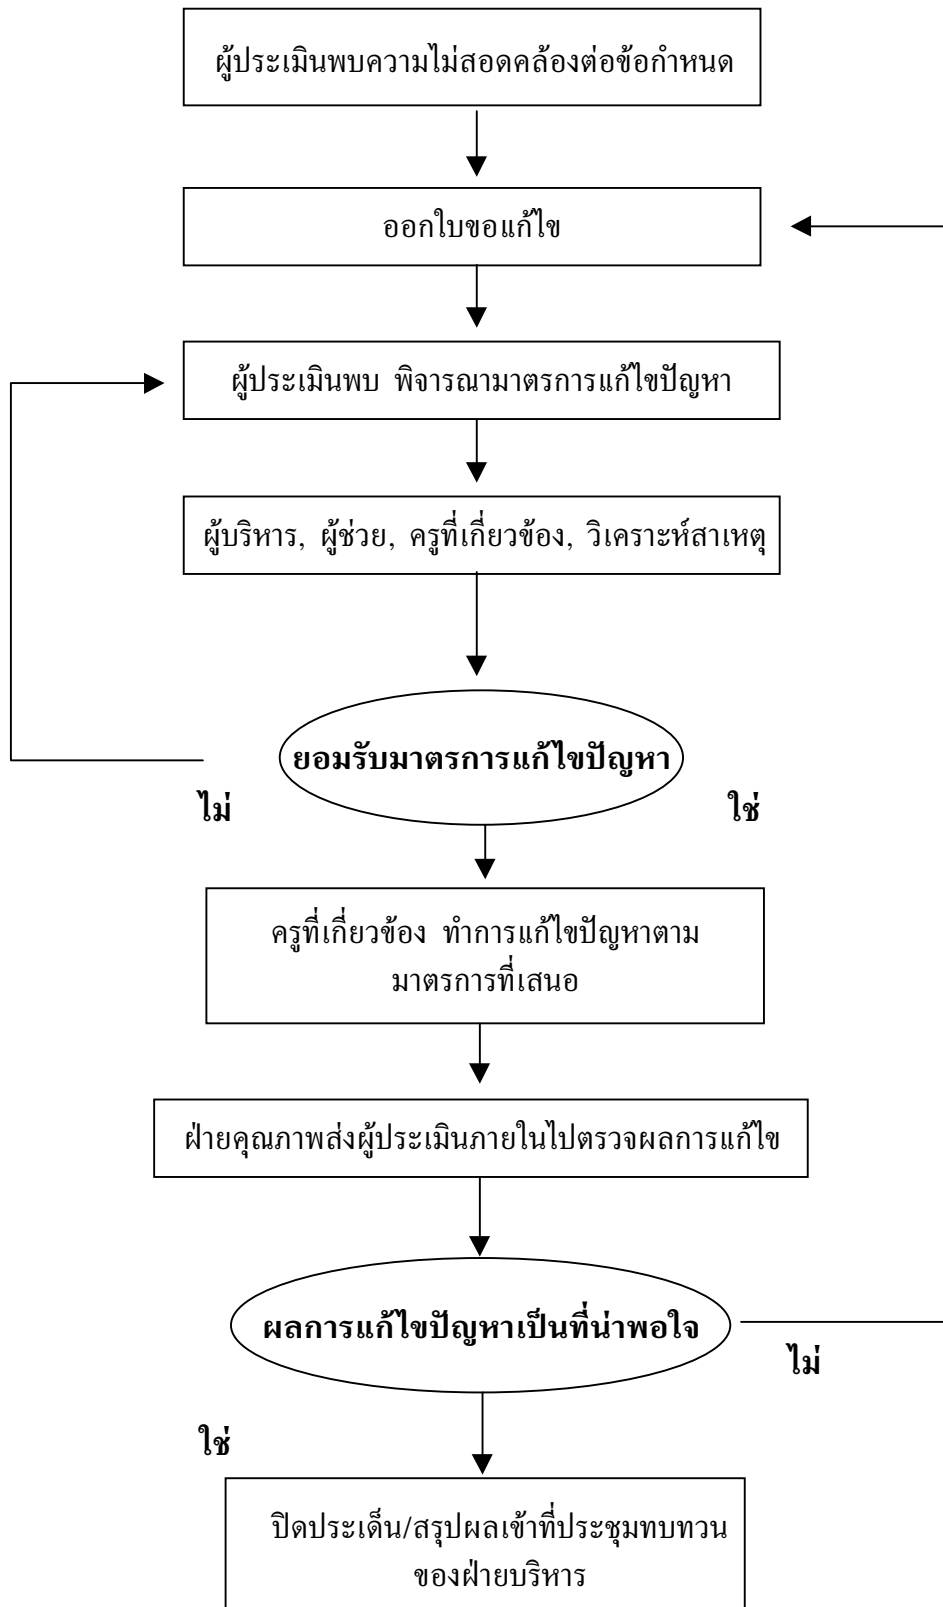 ผู้ประเมินพบความไม่สอดคล้องต่อข้อกำหนด
ออกใบขอแก้ไข
ผู้ประเมินพบ พิจารณามาตรการแก้ไขปัญหา
ผู้บริหาร, ผู้ช่วย, ครูที่เกี่ยวข้อง, วิเคราะห์สาเหตุ
ยอมรับมาตรการแก้ไขปัญหา
ไม่
ใช่
ครูที่เกี่ยวข้อง ทำการแก้ไขปัญหาตาม
มาตรการที่เสนอ
ฝ่ายคุณภาพส่งผู้ประเมินภายในไปตรวจผลการแก้ไข
ผลการแก้ไขปัญหาเป็นที่น่าพอใจ
ไม่
ใช่
ปิดประเด็น/สรุปผลเข้าที่ประชุมทบทวน
ของฝ่ายบริหาร